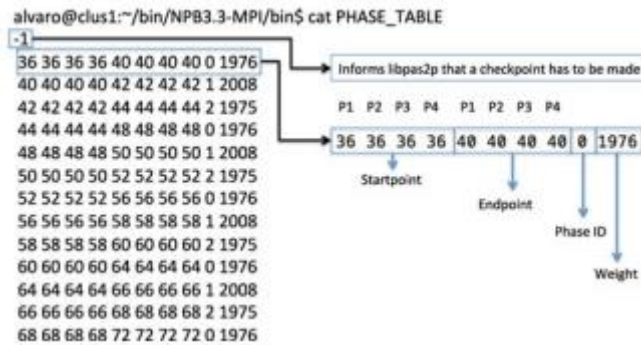 alvaro@clus1:~/bin/NPB3.3-MPI/bin$ cat PHASE_TABLE
-1
36 36 36 36 40 40 40 40 0 1976
40 40 40 40 42 42 42 42 1 2008
42 42 42 42 44 44 44 44 2 1975
44 44 44 44 48 48 48 48 0 1976
48 48 48 48 50 50 50 50 1 2008
50 50 50 50 52 52 52 52 2 1975
52 52 52 52 56 56 56 56 0 1976
56 56 56 56 58 58 58 58 1 2008
58 58 58 58 60 60 60 60 2 1975
60 60 60 60 64 64 64 64 0 1976
64 64 64 64 66 66 66 66 1 2008
66 66 66 66 68 68 68 68 2 1975
68 68 68 68 72 72 72 72 0 1976
Informs libpas2p that a checkpoint has to be made
P1 P2 P3 P4 P1 P2 P3 P4
36 36 36 36 40 40 40 40 0 1976
Startpoint
Endpoint
Phase ID
Weight